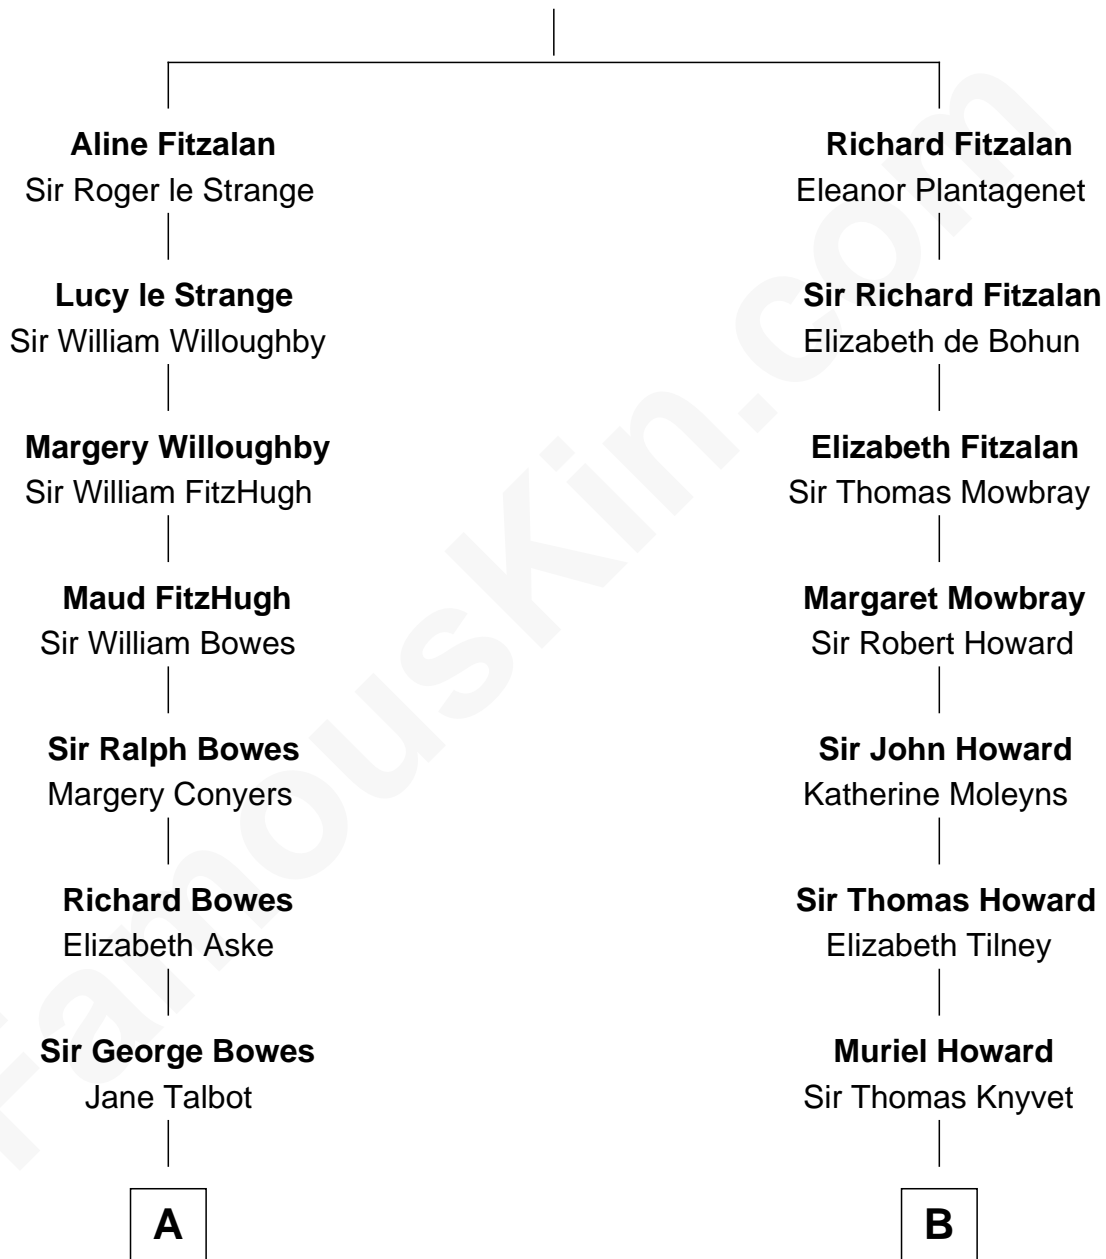 Aline Fitzalan
Sir Roger le Strange
Lucy le Strange
Sir William Willoughby
Margery Willoughby
Sir William FitzHugh
Maud FitzHugh
Sir William Bowes
Sir Ralph Bowes
Margery Conyers
Richard Bowes
Elizabeth Aske
Sir George Bowes
Jane Talbot
A
Richard Fitzalan
Eleanor Plantagenet
Sir Richard Fitzalan
Elizabeth de Bohun
Elizabeth Fitzalan
Sir Thomas Mowbray
Margaret Mowbray
Sir Robert Howard
Sir John Howard
Katherine Moleyns
Sir Thomas Howard
Elizabeth Tilney
Muriel Howard
Sir Thomas Knyvet
B
FamousKin.com